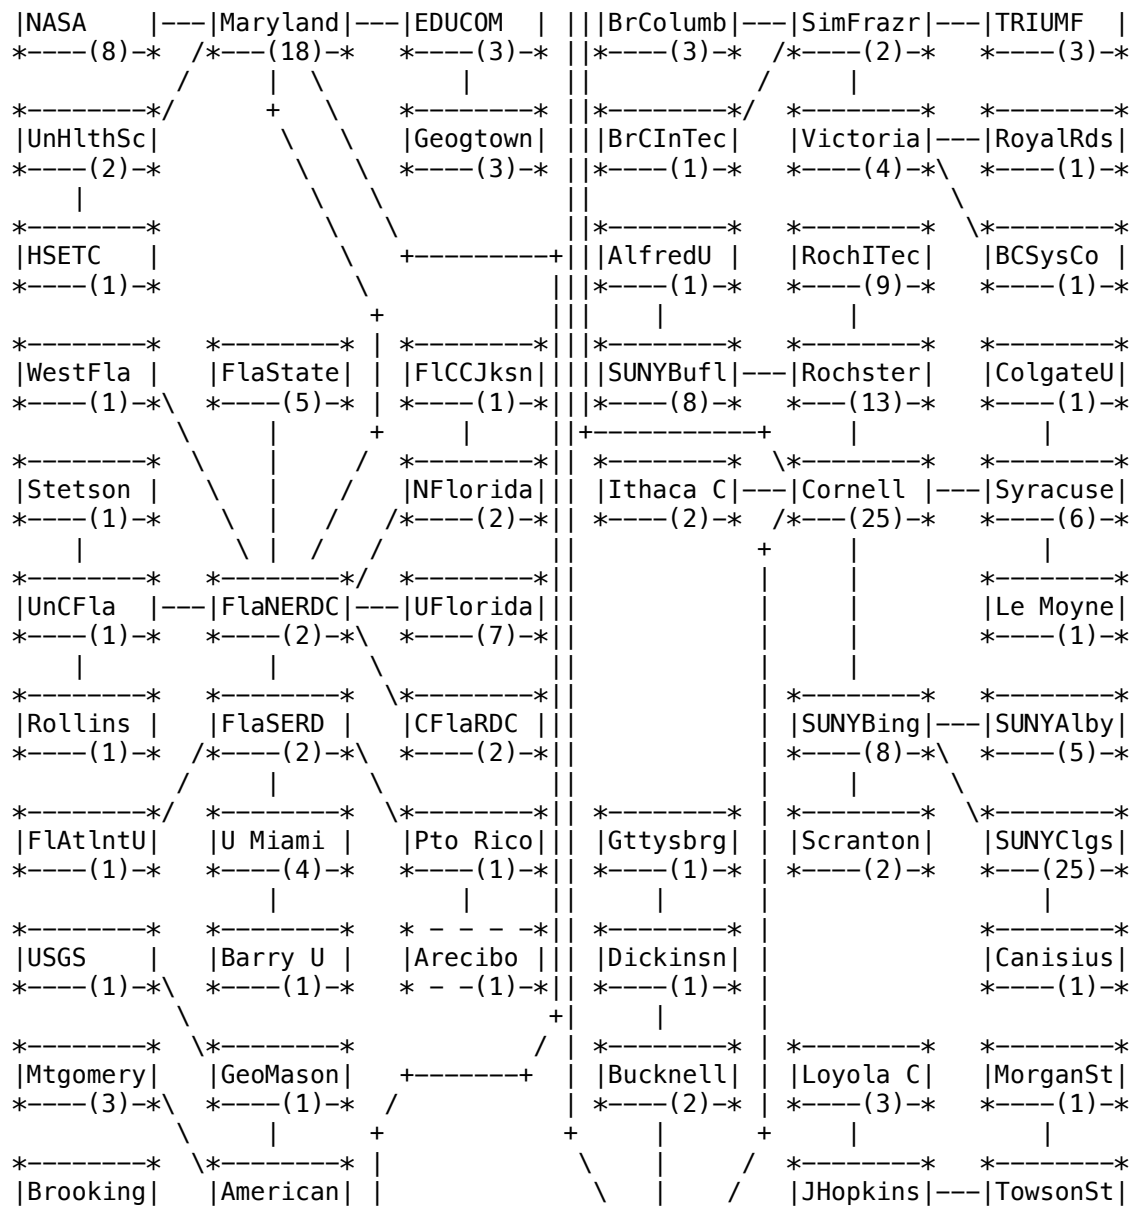 |NASA    |---|Maryland|---|EDUCOM  | |||BrColumb|---|SimFrazr|---|TRIUMF  |
*----(8)-*  /*---(18)-*   *----(3)-* ||*----(3)-*  /*----(2)-*   *----(3)-*
           /     |  \         |      ||           /     |
*--------*/      +   \    *--------* ||*--------*/  *--------*   *--------*
|UnHlthSc|        \   \   |Geogtown| |||BrCInTec|   |Victoria|---|RoyalRds|
*----(2)-*         \   \  *----(3)-* ||*----(1)-*   *----(4)-*\  *----(1)-*
    |               \   \            ||                        \
*--------*           \   \           ||*--------*   *--------*  \*--------*
|HSETC   |            \   +---------+|||AlfredU |   |RochITec|   |BCSysCo |
*----(1)-*             \            |||*----(1)-*   *----(9)-*   *----(1)-*
                        +           |||    |            |
*--------*   *--------* | *--------*|||*--------*   *--------*   *--------*
|WestFla |   |FlaState| | |FlCCJksn||||SUNYBufl|---|Rochster|   |ColgateU|
*----(1)-*\  *----(5)-* | *----(1)-*|||*----(8)-*   *---(13)-*   *----(1)-*
           \     |      +     |     ||+-----------+     |            |
*--------*  \    |     /  *--------*|| *--------*  \*--------*   *--------*
|Stetson |   \   |    /   |NFlorida||| |Ithaca C|---|Cornell |---|Syracuse|
*----(1)-*    \  |   /   /*----(2)-*|| *----(2)-*  /*---(25)-*   *----(6)-*
    |          \ |  /   /           ||            +     |            |
*--------*   *--------*/  *--------*||            |     |        *--------*
|UnCFla  |---|FlaNERDC|---|UFlorida|||            |     |        |Le Moyne|
*----(1)-*   *----(2)-*\  *----(7)-*||            |     |        *----(1)-*
    |            |      \           ||            |     |
*--------*   *--------*  \*--------*||            | *--------*   *--------*
|Rollins |   |FlaSERD |   |CFlaRDC |||            | |SUNYBing|---|SUNYAlby|
*----(1)-*  /*----(2)-*\  *----(2)-*||            | *----(8)-*\  *----(5)-*
           /     |      \           ||            |     |      \
*--------*/  *--------*  \*--------*|| *--------* | *--------*  \*--------*
|FlAtlntU|   |U Miami |   |Pto Rico||| |Gttysbrg| | |Scranton|   |SUNYClgs|
*----(1)-*   *----(4)-*   *----(1)-*|| *----(1)-* | *----(2)-*   *---(25)-*
                 |            |     ||     |      |                  |
*--------*   *--------*   * - - - -*|| *--------* |              *--------*
|USGS    |   |Barry U |   |Arecibo ||| |Dickinsn| |              |Canisius|
*----(1)-*\  *----(1)-*   * - -(1)-*|| *----(1)-* |              *----(1)-*
           \                        +|     |      |
*--------*  \*--------*            / | *--------* | *--------*   *--------*
|Mtgomery|   |GeoMason|   +-------+  | |Bucknell| | |Loyola C|   |MorganSt|
*----(3)-*\  *----(1)-*  /           | *----(2)-* | *----(3)-*   *----(1)-*
           \     |      +            +     |      +     |            |
*--------*  \*--------* |             \    |     /  *--------*   *--------*
|Brooking|   |American| |              \   |    /   |JHopkins|---|TowsonSt|